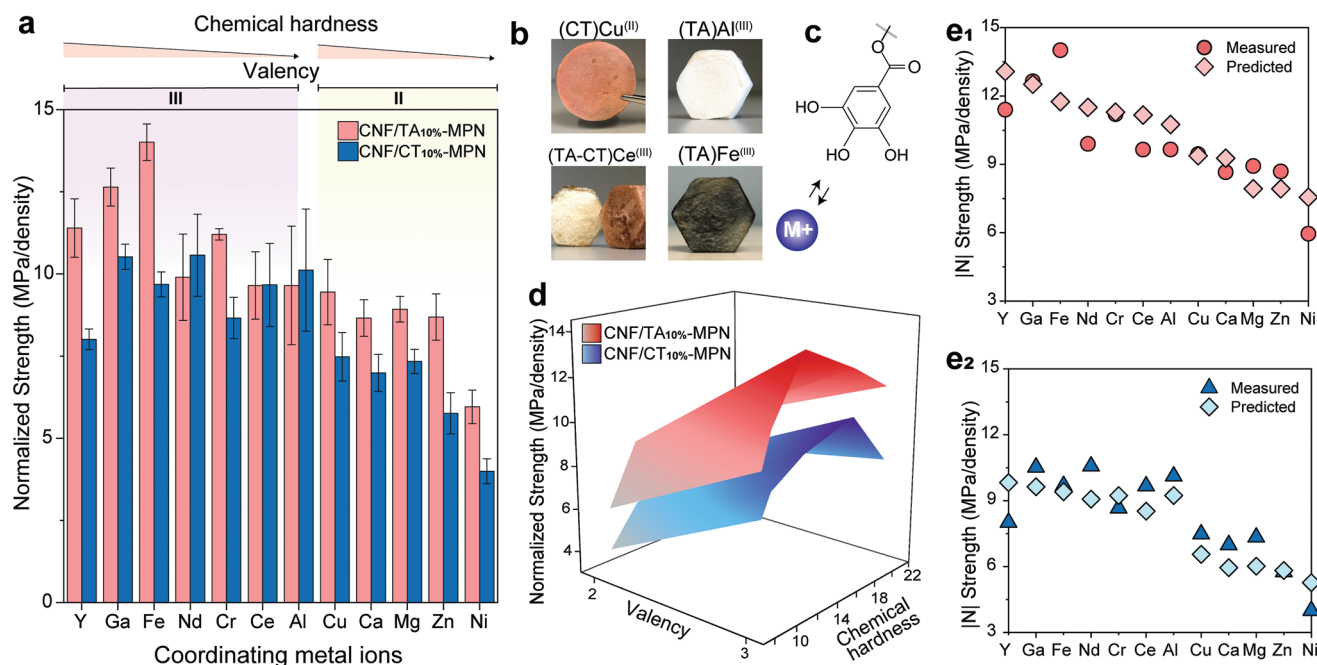 a
Chemical hardness
Valency
III
II
15
10
5
0
CNF/TA10%-MPN
CNF/CT10%-MPN
Normalized Strength (MPa/density)
Y Ga Fe Nd Cr Ce Al Cu Ca Mg Zn Ni
Coordinating metal ions
b
(CT)Cu(II)
(TA)Al(III)
(TA-CT)Ce(III)
(TA)Fe(III)
c
O
O
HO
OH
OH
M+
d
CNF/TA10%-MPN
CNF/CT10%-MPN
Normalized Strength (MPa/density)
14
12
10
8
6
4
2
3
Valency
10
14
18
22
Chemical
hardness
e1
Measured
Predicted
|N| Strength (MPa/density)
15
12
9
6
3
Y Ga Fe Nd Cr Ce Al Cu Ca Mg Zn Ni
e2
Measured
Predicted
|N| Strength (MPa/density)
15
12
9
6
3
Y Ga Fe Nd Cr Ce Al Cu Ca Mg Zn Ni